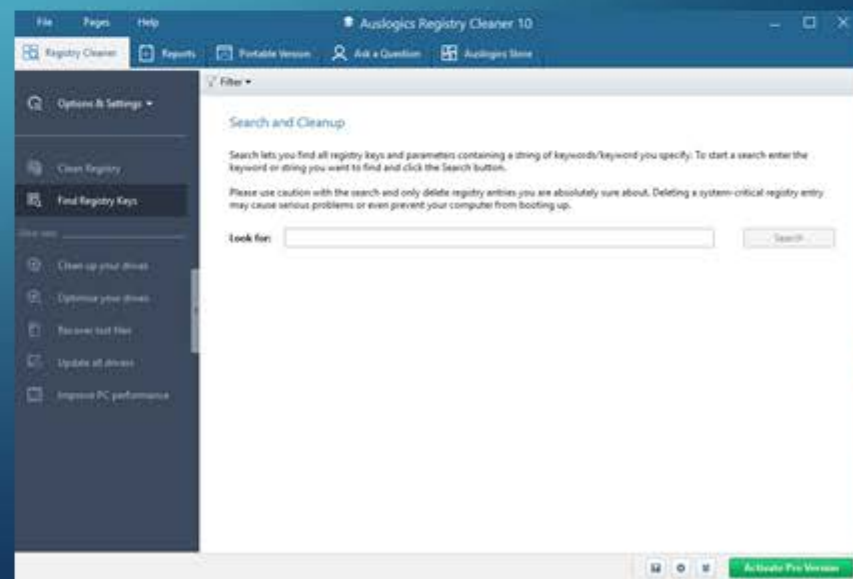 File Pages Help
Auslogics Registry Cleaner 10
Registry Cleaner Reports Portable Version Ask a Question Auslogics Store
Filter
Options & Settings
Clean Registry
Find Registry Keys
Clean up your drives
Optimize your drives
Recover lost files
Update all drivers
Improve PC performance
Search and Cleanup
Search lets you find all registry keys and parameters containing a string of keywords/keyword you specify. To start a search enter the
keyword or string you want to find and click the Search button.
Please use caution with the search and only delete registry entries you are absolutely sure about. Deleting a system-critical registry entry
may cause serious problems or even prevent your computer from booting up.
Look for:
Search
Activate Pro Version